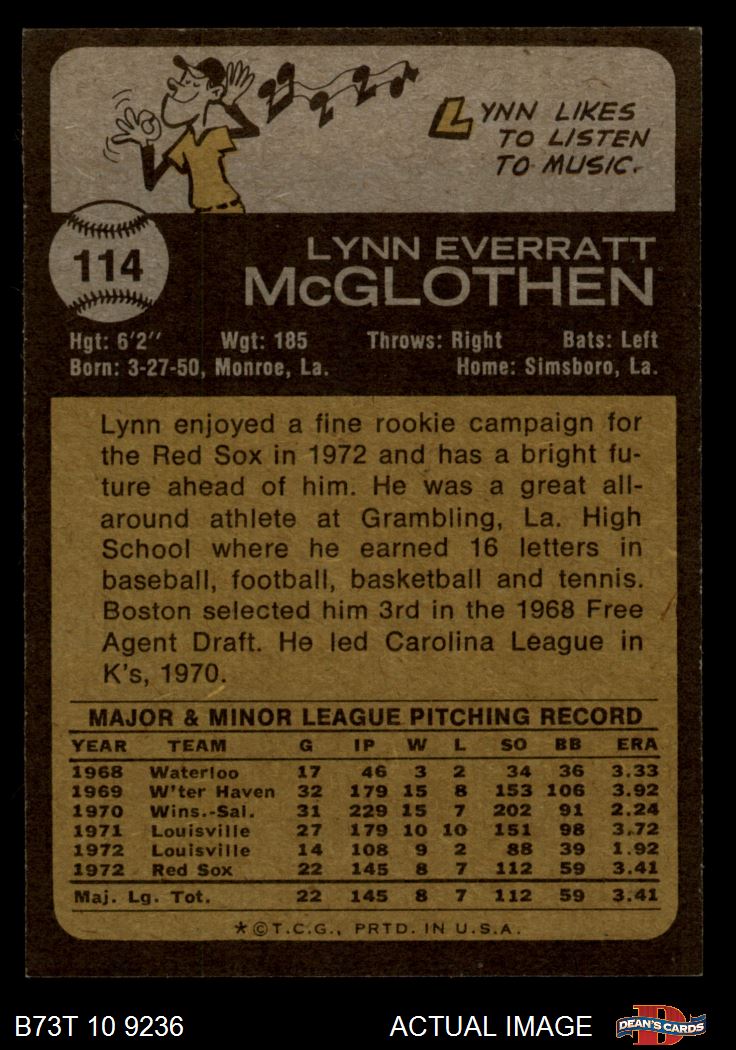 LYNN LIKES
TO LISTEN
TO MUSIC.
114
LYNN EVERRATT
McGLOTHEN
Hgt: 6'2" Wgt: 185 Throws: Right Bats: Left
Born: 3-27-50, Monroe, La. Home: Simsboro, La.
Lynn enjoyed a fine rookie campaign for
the Red Sox in 1972 and has a bright fu-
ture ahead of him. He was a great all-
around athlete at Grambling, La. High
School where he earned 16 letters in
baseball, football, basketball and tennis.
Boston selected him 3rd in the 1968 Free
Agent Draft. He led Carolina League in
K's, 1970.
MAJOR & MINOR LEAGUE PITCHING RECORD
YEAR TEAM G IP W L SO BB ERA
1968 Waterloo 17 46 3 2 34 36 3.33
1969 W'ter Haven 32 179 15 8 153 106 3.92
1970 Wins.-Sal. 31 229 15 7 202 91 2.24
1971 Louisville 27 179 10 10 151 98 3.72
1972 Louisville 14 108 9 2 88 39 1.92
1972 Red Sox 22 145 8 7 112 59 3.41
Maj. Lg. Tot. 22 145 8 7 112 59 3.41
*©T.C.G., PRTD. IN U.S.A.
B73T 10 9236 ACTUAL IMAGE
D
DEAN'S CARDS